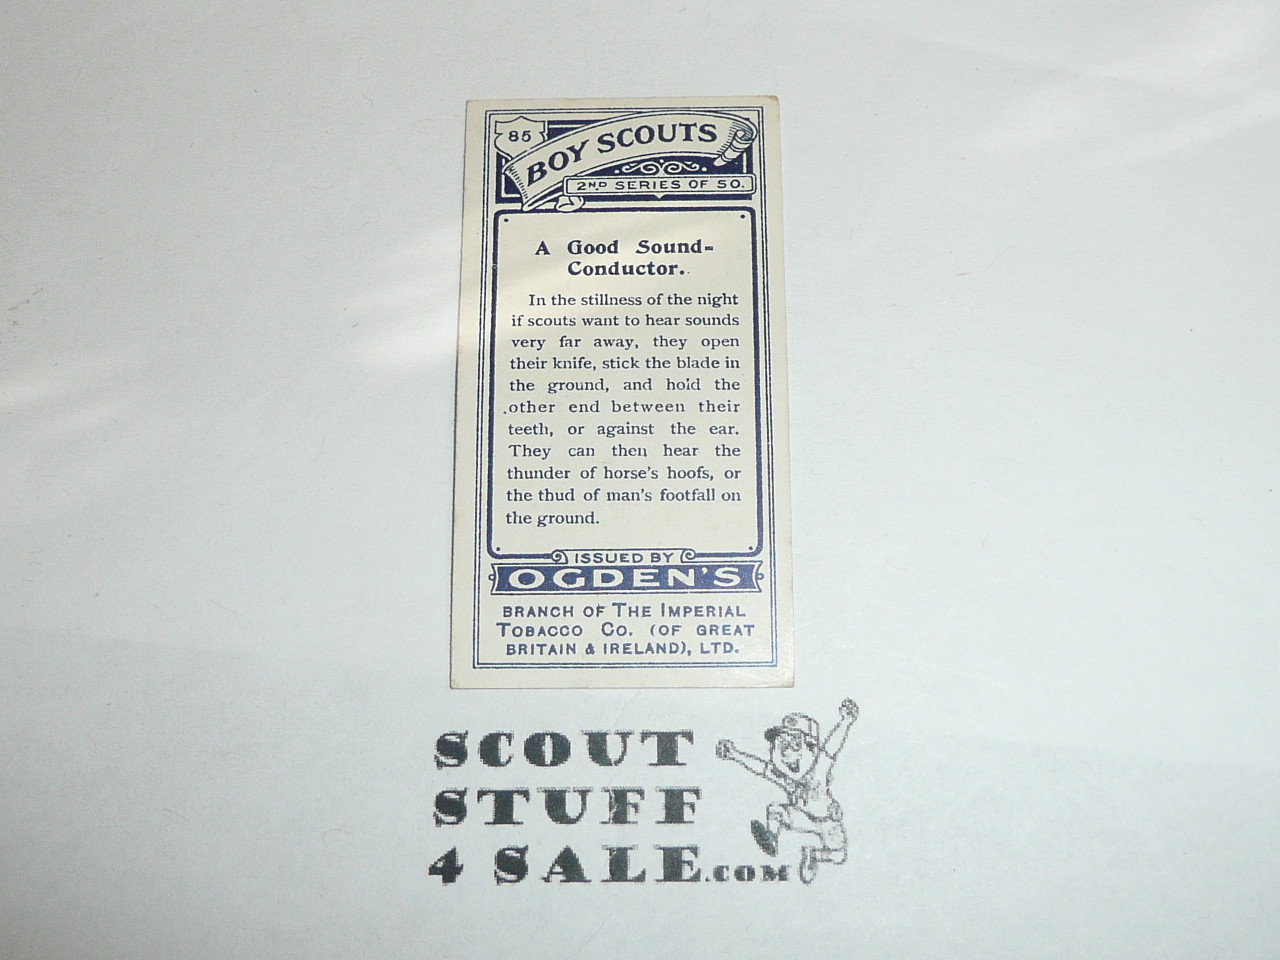 85
BOY SCOUTS
2ND SERIES OF 50.
A Good Sound-
Conductor.
In the stillness of the night
if scouts want to hear sounds
very far away, they open
their knife, stick the blade in
the ground, and hold the
other end between their
teeth, or against the ear.
They can then hear the
thunder of horse's hoofs, or
the thud of man's footfall on
the ground.
ISSUED BY
OGDEN'S
BRANCH OF THE IMPERIAL
TOBACCO CO. (OF GREAT
BRITAIN & IRELAND), LTD.
SCOUT
STUFF
4 SALE.COM